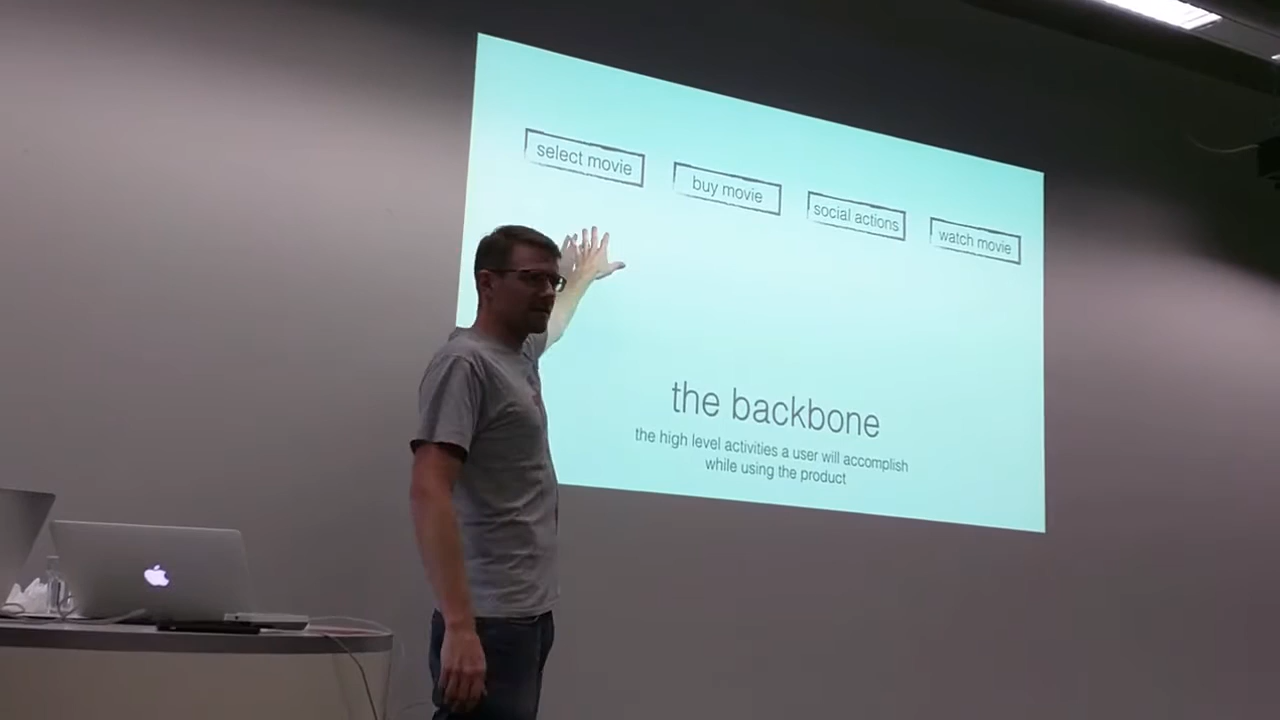 select movie
buy movie
social actions
watch movie
the backbone
the high level activities a user will accomplish
while using the product